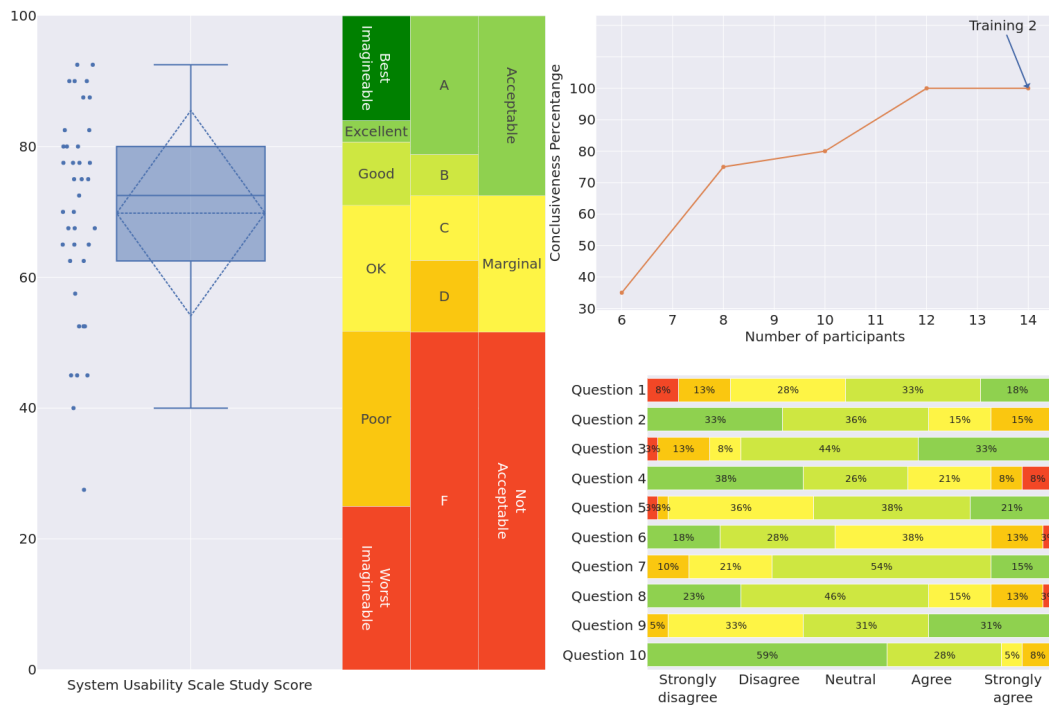 100
80
60
40
20
0
System Usability Scale Study Score
Best
Imagineable
Excellent
Good
OK
Poor
Worst
Imagineable
A
B
C
D
F
Acceptable
Marginal
Not
Acceptable
Training 2
Conclusiveness Percentange
100
90
80
70
60
50
40
30
6 7 8 9 10 11 12 13 14
Number of participants
Question 1 8% 13% 28% 33% 18%
Question 2 33% 36% 15% 15%
Question 3 3% 13% 8% 44% 33%
Question 4 38% 26% 21% 8% 8%
Question 5 3% 3% 36% 38% 21%
Question 6 18% 28% 38% 13% 3%
Question 7 10% 21% 54% 15%
Question 8 23% 46% 15% 13% 3%
Question 9 5% 33% 31% 31%
Question 10 59% 28% 5% 8%
Strongly Disagree Neutral Agree Strongly
disagree agree